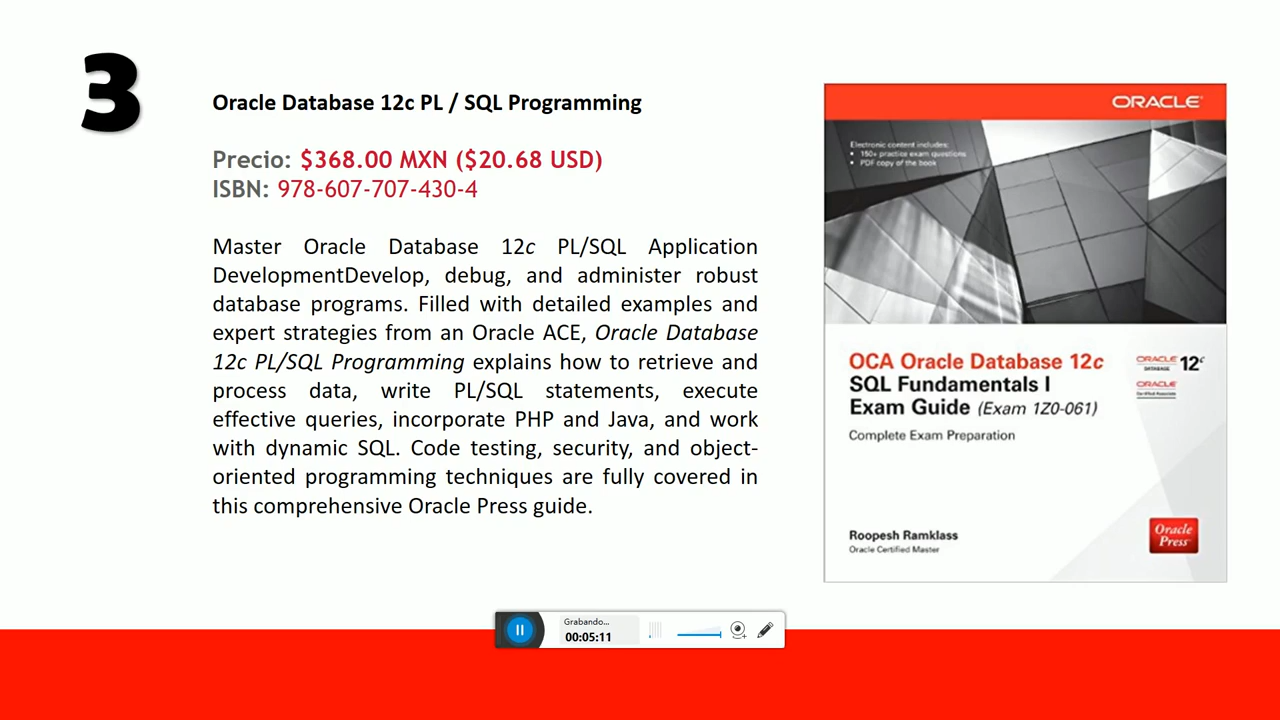 3
Oracle Database 12c PL / SQL Programming
Precio: $368.00 MXN ($20.68 USD)
ISBN: 978-607-707-430-4
Master Oracle Database 12c PL/SQL Application
DevelopmentDevelop, debug, and administer robust
database programs. Filled with detailed examples and
expert strategies from an Oracle ACE, Oracle Database
12c PL/SQL Programming explains how to retrieve and
process data, write PL/SQL statements, execute
effective queries, incorporate PHP and Java, and work
with dynamic SQL. Code testing, security, and object-
oriented programming techniques are fully covered in
this comprehensive Oracle Press guide.
ORACLE
Electronic content includes:
▪ 150+ practice exam questions
▪ PDF copy of the book
OCA Oracle Database 12c
SQL Fundamentals I
Exam Guide (Exam 1Z0-061)
Complete Exam Preparation
ORACLE
DATABASE
12c
ORACLE
Certified Associate
Roopesh Ramklass
Oracle Certified Master
Oracle
Press
Grabando...
00:05:11